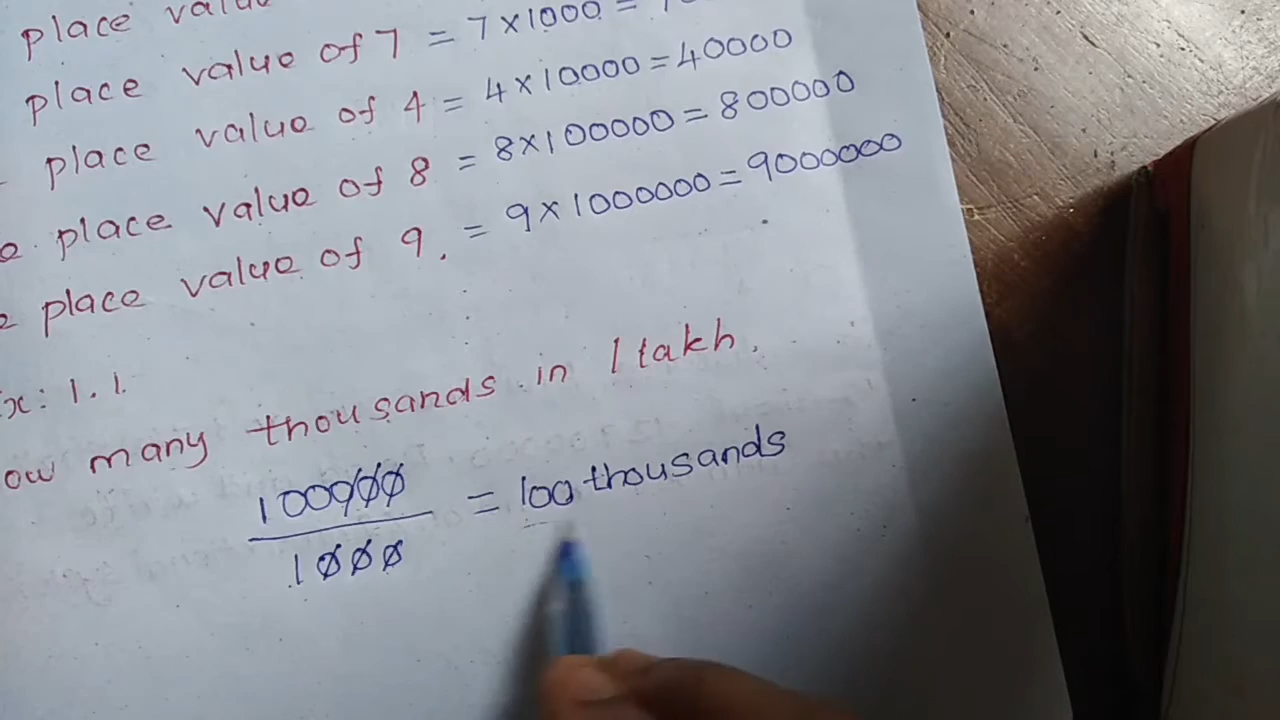 place value
place value of 7 = 7×1000 =
place value of 4 = 4×10000 = 40000
place value of 8 = 8×100000 = 800000
place value of 9. = 9×1000000 = 9000000
x: 1.1.
ow many thousands in 1 takh.
100000
1000
= 100 thousands